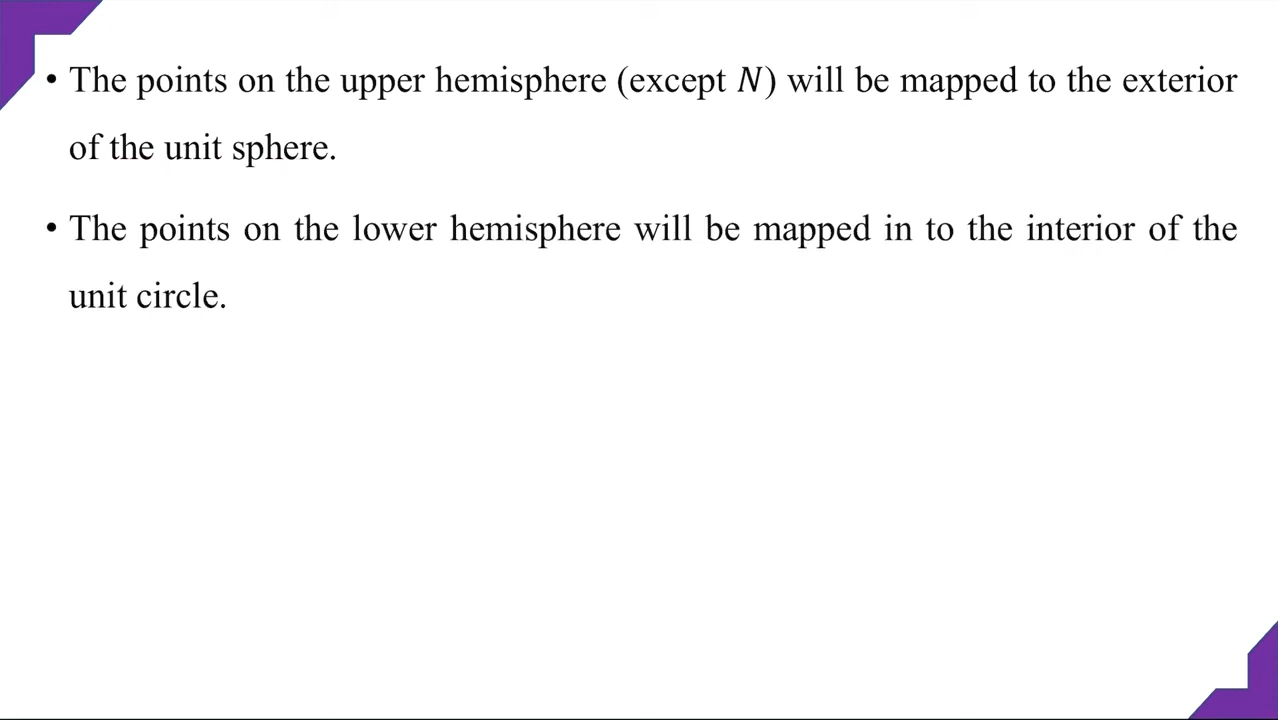 • The points on the upper hemisphere (except N) will be mapped to the exterior
of the unit sphere.
• The points on the lower hemisphere will be mapped in to the interior of the
unit circle.